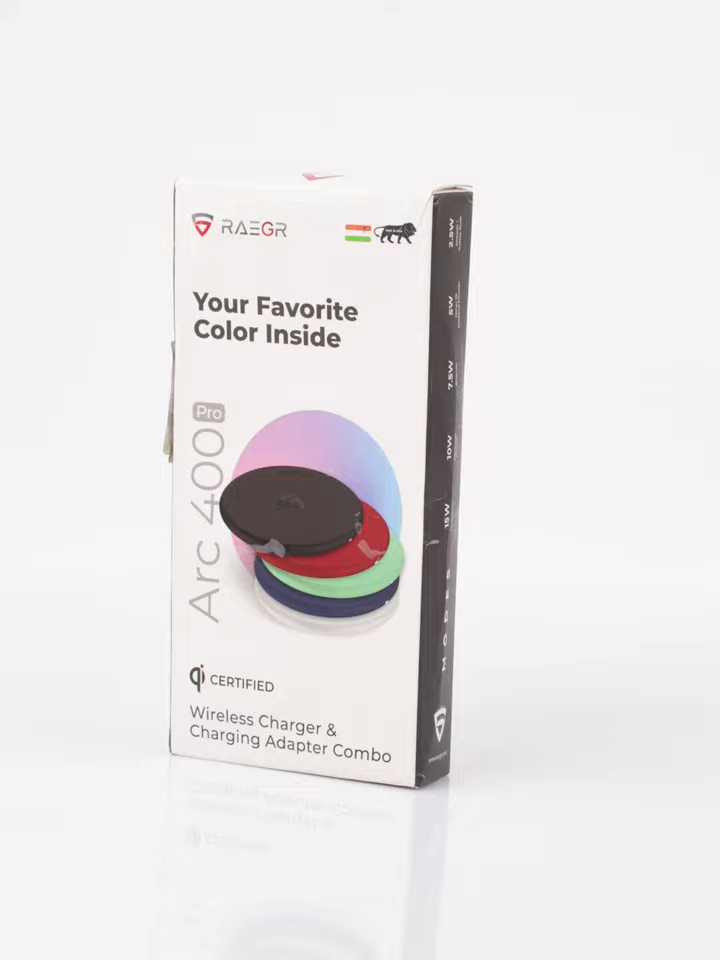 RAEGR
Your Favorite
Color Inside
Arc 400
Pro
qi CERTIFIED
Wireless Charger &
Charging Adapter Combo
2.5W
5W
7.5W
10W
15W
MODES